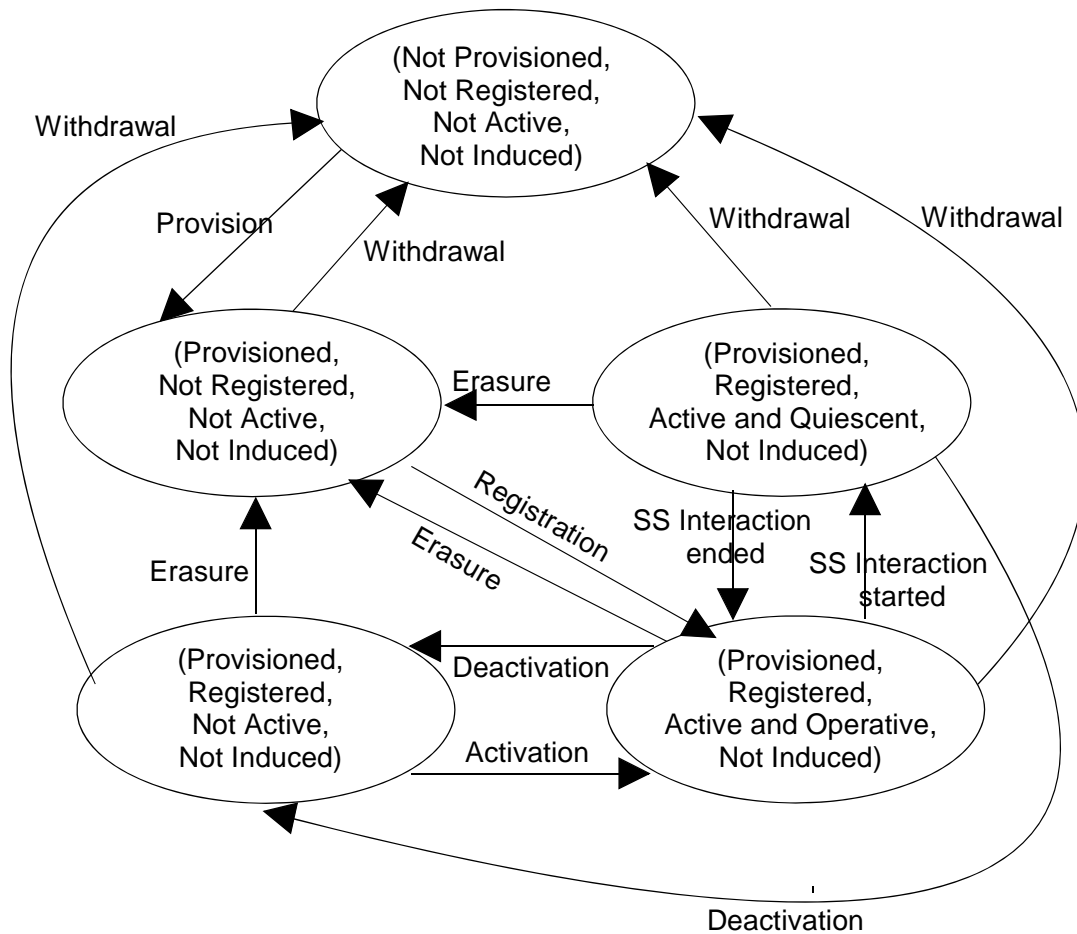 (Not Provisioned,
Not Registered,
Not Active,
Not Induced)
Withdrawal
Provision
Withdrawal
Withdrawal
Withdrawal
(Provisioned,
Not Registered,
Not Active,
Not Induced)
Erasure
(Provisioned,
Registered,
Active and Quiescent,
Not Induced)
Registration
Erasure
SS Interaction
ended
SS Interaction
started
Erasure
(Provisioned,
Registered,
Not Active,
Not Induced)
Deactivation
Activation
(Provisioned,
Registered,
Active and Operative,
Not Induced)
Deactivation